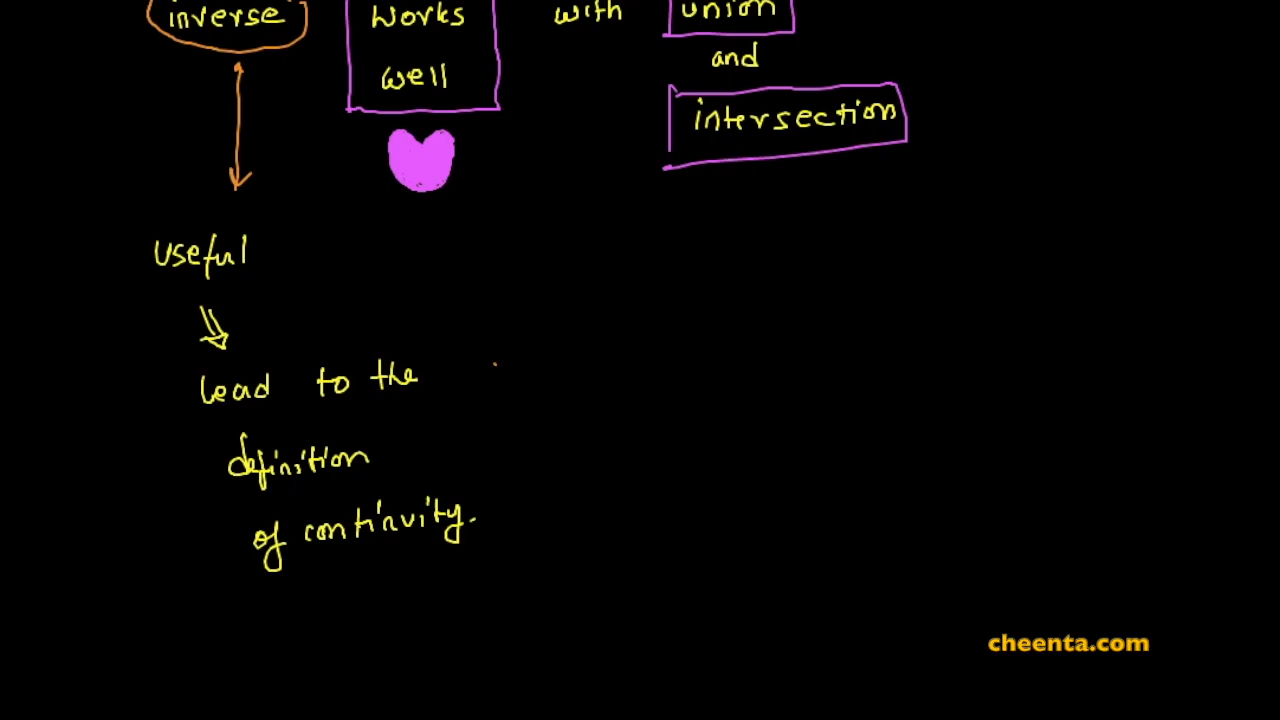 inverse works with union
well and
intersection
useful
lead to the
definition
of continuity.
cheenta.com